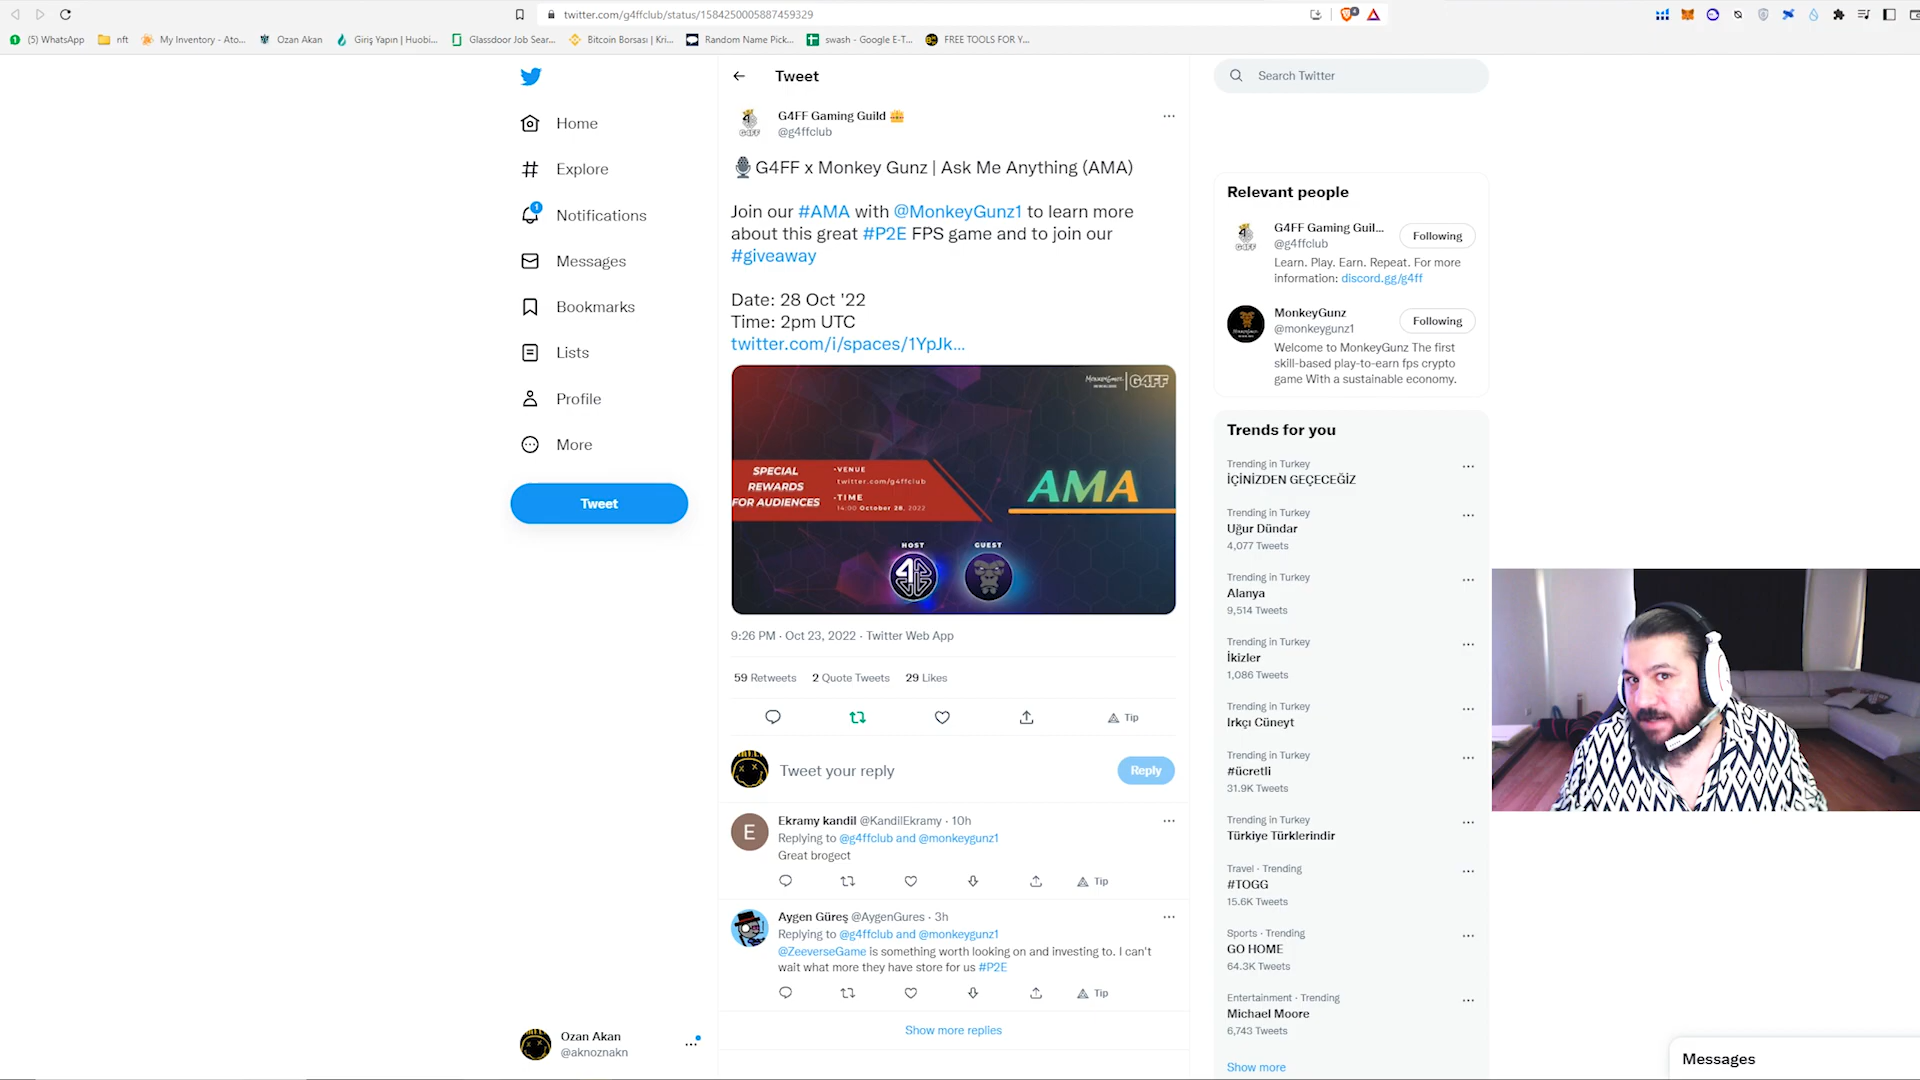 twitter.com/g4ffclub/status/1584250005887459329
(5) WhatsApp
nft
My Inventory - Ato...
Ozan Akan
Giriş Yapın | Huobi...
Glassdoor Job Sear...
Bitcoin Borsası | Kri...
Random Name Pick...
swash - Google E-T...
FREE TOOLS FOR Y...
Home
Explore
1
Notifications
Messages
Bookmarks
Lists
Profile
More
Tweet
Ozan Akan
@aknoznakn
Tweet
G4FF Gaming Guild
@g4ffclub
G4FF x Monkey Gunz | Ask Me Anything (AMA)
Join our #AMA with @MonkeyGunz1 to learn more
about this great #P2E FPS game and to join our
#giveaway
Date: 28 Oct '22
Time: 2pm UTC
twitter.com/i/spaces/1YpJk...
MonkeyGunz | G4FF
SPECIAL
REWARDS
FOR AUDIENCES
·VENUE
twitter.com/g4ffclub
·TIME
14:00 October 28, 2022
AMA
HOST
GUEST
9:26 PM · Oct 23, 2022 · Twitter Web App
59 Retweets 2 Quote Tweets 29 Likes
Tip
Tweet your reply
Reply
E
Ekramy kandil @KandilEkramy · 10h
Replying to @g4ffclub and @monkeygunz1
Great brogect
Tip
Aygen Güreş @AygenGures · 3h
Replying to @g4ffclub and @monkeygunz1
@ZeeverseGame is something worth looking on and investing to. I can't
wait what more they have store for us #P2E
Tip
Show more replies
Search Twitter
Relevant people
G4FF Gaming Guil...
@g4ffclub
Following
Learn. Play. Earn. Repeat. For more
information: discord.gg/g4ff
MonkeyGunz
@monkeygunz1
Following
Welcome to MonkeyGunz The first
skill-based play-to-earn fps crypto
game With a sustainable economy.
Trends for you
Trending in Turkey
İÇİNİZDEN GEÇECEĞİZ
Trending in Turkey
Uğur Dündar
4,077 Tweets
Trending in Turkey
Alanya
9,514 Tweets
Trending in Turkey
İkizler
1,086 Tweets
Trending in Turkey
Irkçı Cüneyt
Trending in Turkey
#ücretli
31.9K Tweets
Trending in Turkey
Türkiye Türklerindir
Travel · Trending
#TOGG
15.6K Tweets
Sports · Trending
GO HOME
64.3K Tweets
Entertainment · Trending
Michael Moore
6,743 Tweets
Show more
Messages